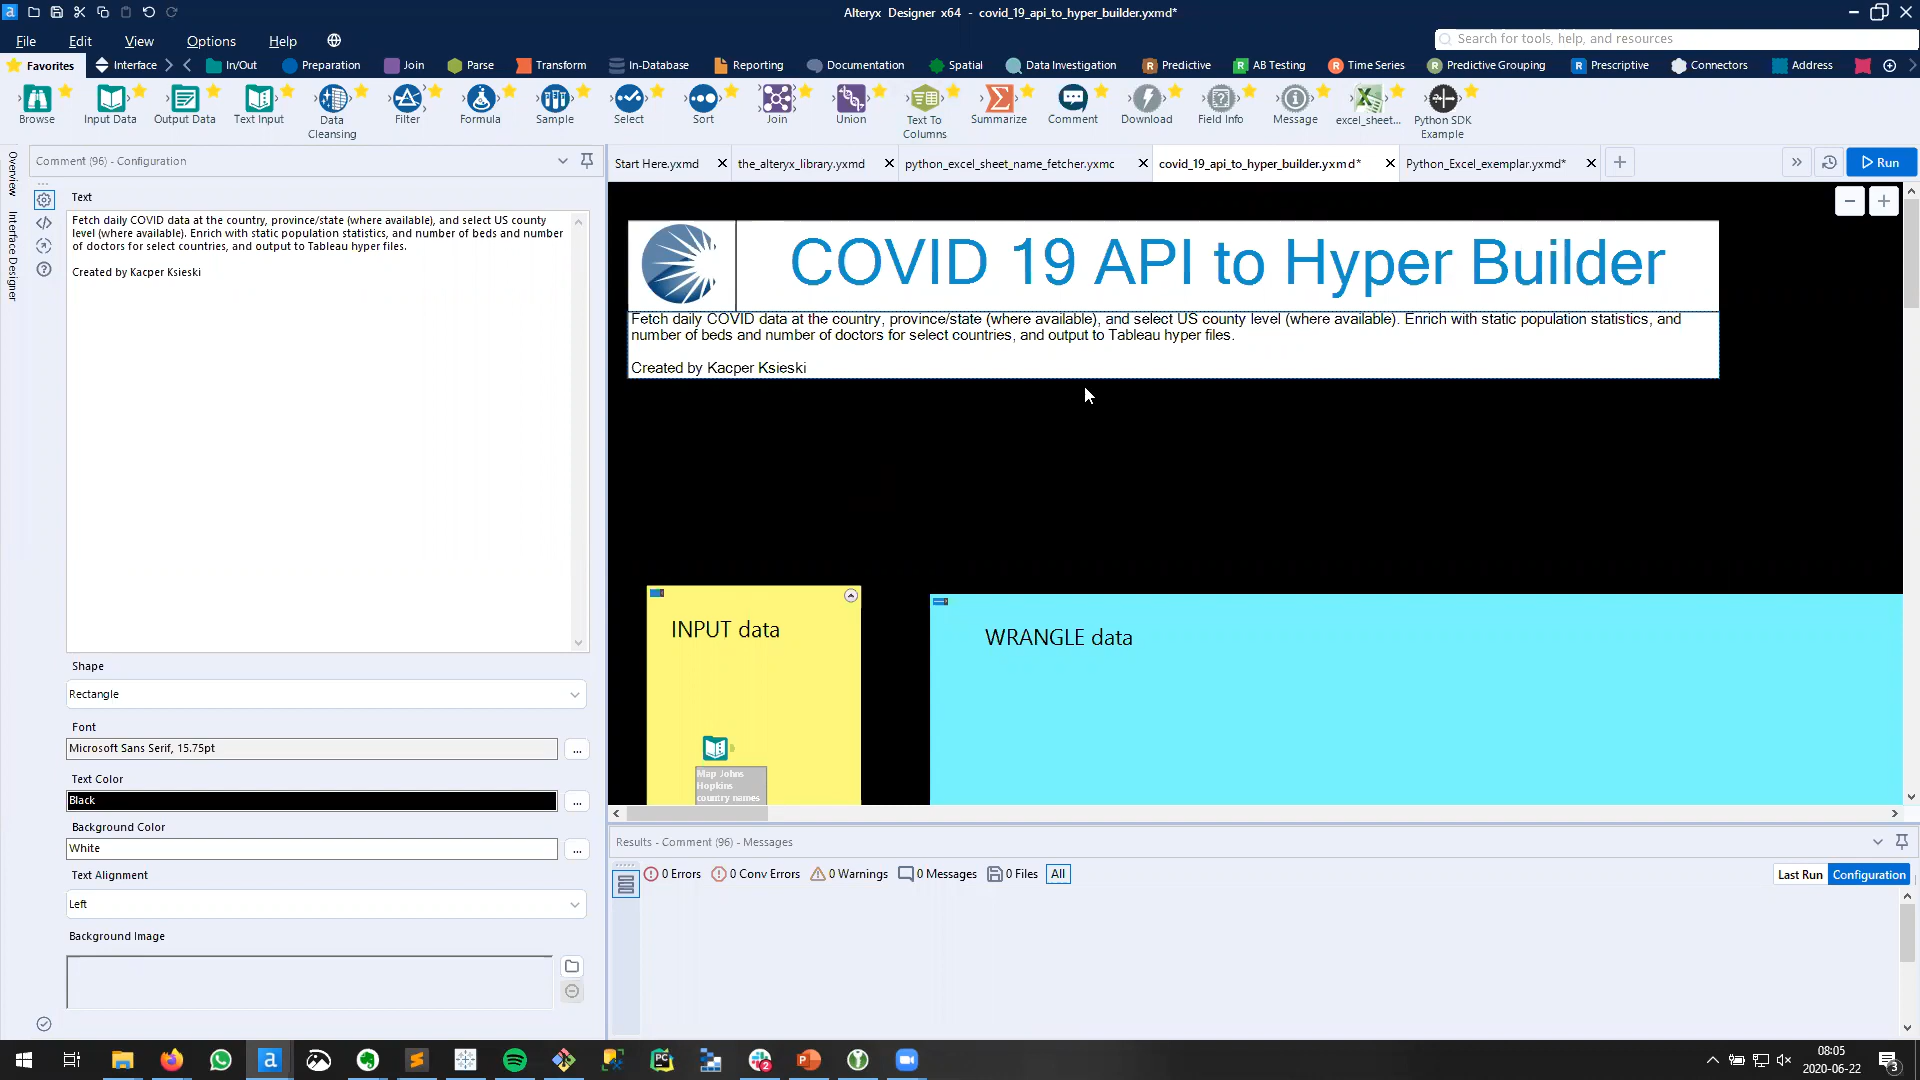 Alteryx Designer x64 - covid_19_api_to_hyper_builder.yxmd*
File Edit View Options Help
Search for tools, help, and resources
Favorites Interface In/Out Preparation Join Parse Transform In-Database Reporting Documentation Spatial Data Investigation Predictive AB Testing Time Series Predictive Grouping Prescriptive Connectors Address
Browse Input Data Output Data Text Input Data Cleansing Filter Formula Sample Select Sort Join Union Text To Columns Summarize Comment Download Field Info Message excel_sheet... Python SDK Example
Comment (96) - Configuration
Start Here.yxmd the_alteryx_library.yxmd python_excel_sheet_name_fetcher.yxmc covid_19_api_to_hyper_builder.yxmd* Python_Excel_exemplar.yxmd*
Run
Overview
Interface Designer
Text
Fetch daily COVID data at the country, province/state (where available), and select US county
level (where available). Enrich with static population statistics, and number of beds and number
of doctors for select countries, and output to Tableau hyper files.
Created by Kacper Ksieski
Shape
Rectangle
Font
Microsoft Sans Serif, 15.75pt
...
Text Color
Black
...
Background Color
White
...
Text Alignment
Left
Background Image
COVID 19 API to Hyper Builder
Fetch daily COVID data at the country, province/state (where available), and select US county level (where available). Enrich with static population statistics, and
number of beds and number of doctors for select countries, and output to Tableau hyper files.
Created by Kacper Ksieski
INPUT data
WRANGLE data
Map Johns
Hopkins
country names
Results - Comment (96) - Messages
0 Errors 0 Conv Errors 0 Warnings 0 Messages 0 Files All
Last Run Configuration
08:05
2020-06-22
3